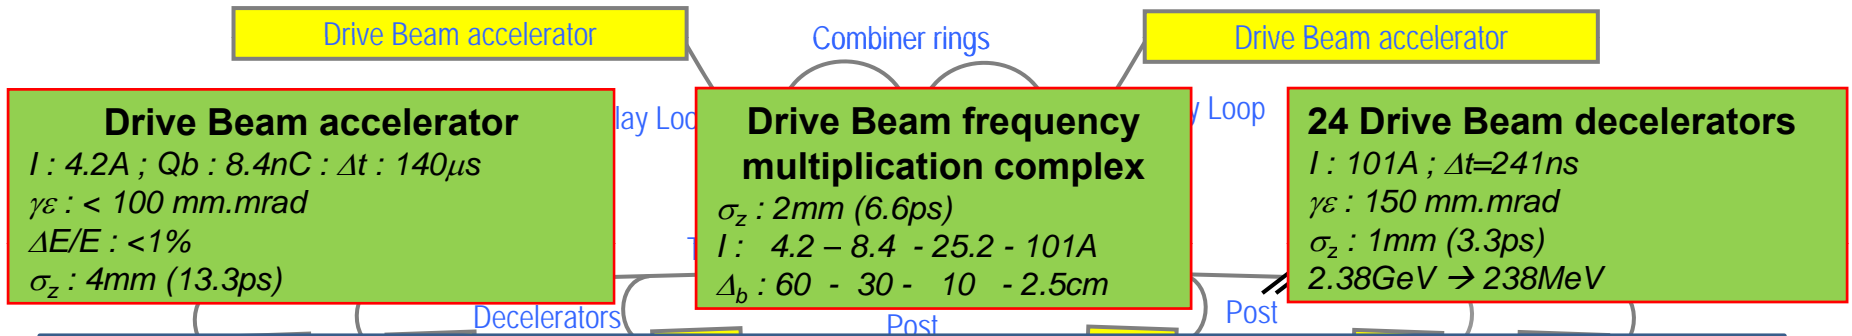 Drive Beam accelerator
Combiner rings
Drive Beam accelerator
lay Loo
y Loop
Drive Beam accelerator
I : 4.2A ; Qb : 8.4nC : Δt : 140μs
γε : < 100 mm.mrad
ΔE/E : <1%
σz : 4mm (13.3ps)
Drive Beam frequency
multiplication complex
σz : 2mm (6.6ps)
I : 4.2 – 8.4 - 25.2 - 101A
Δb : 60 - 30 - 10 - 2.5cm
24 Drive Beam decelerators
I : 101A ; Δt=241ns
γε : 150 mm.mrad
σz : 1mm (3.3ps)
2.38GeV → 238MeV
Decelerators
Post
Post